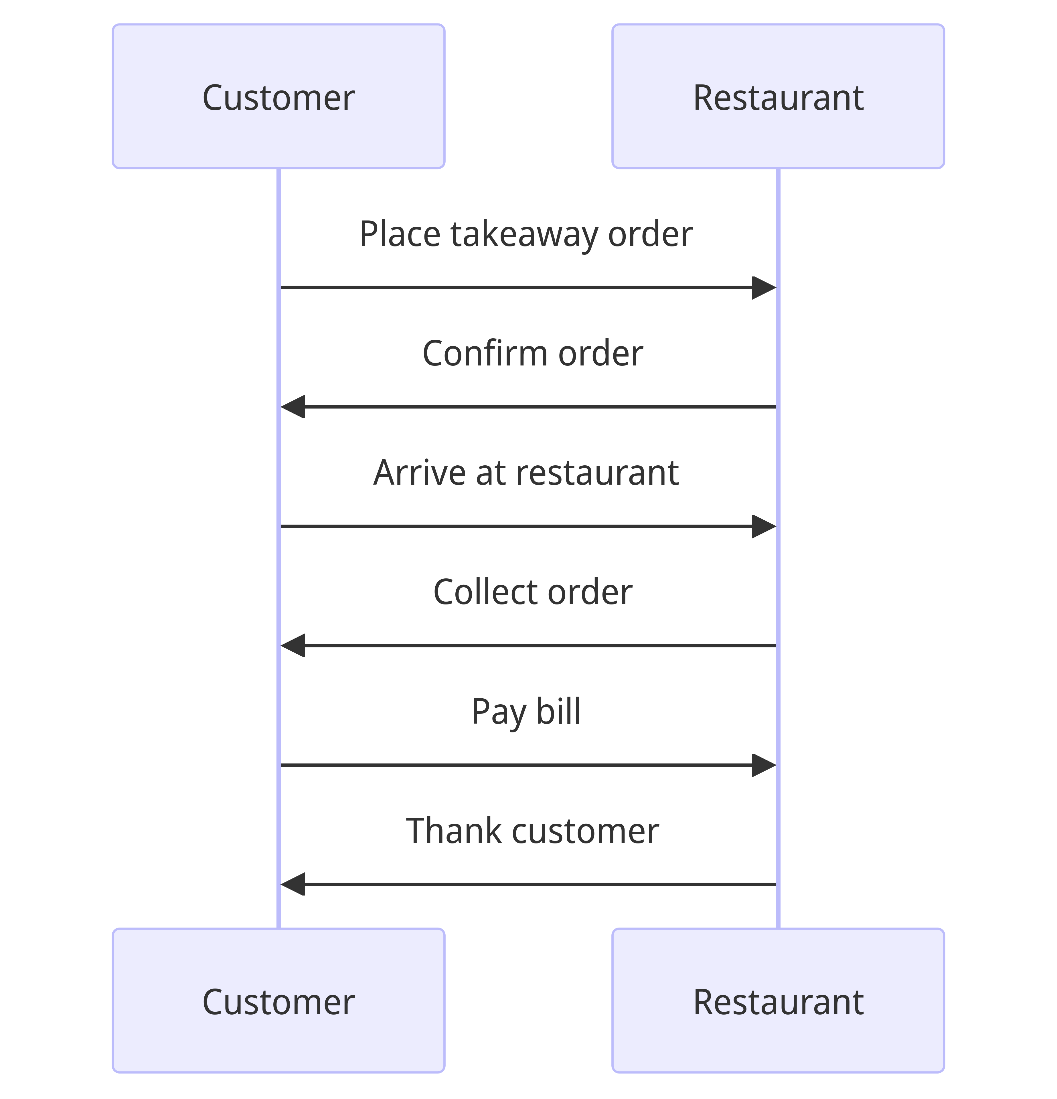 Customer
Restaurant
Place takeaway order
Confirm order
Arrive at restaurant
Collect order
Pay bill
Thank customer
Customer
Restaurant